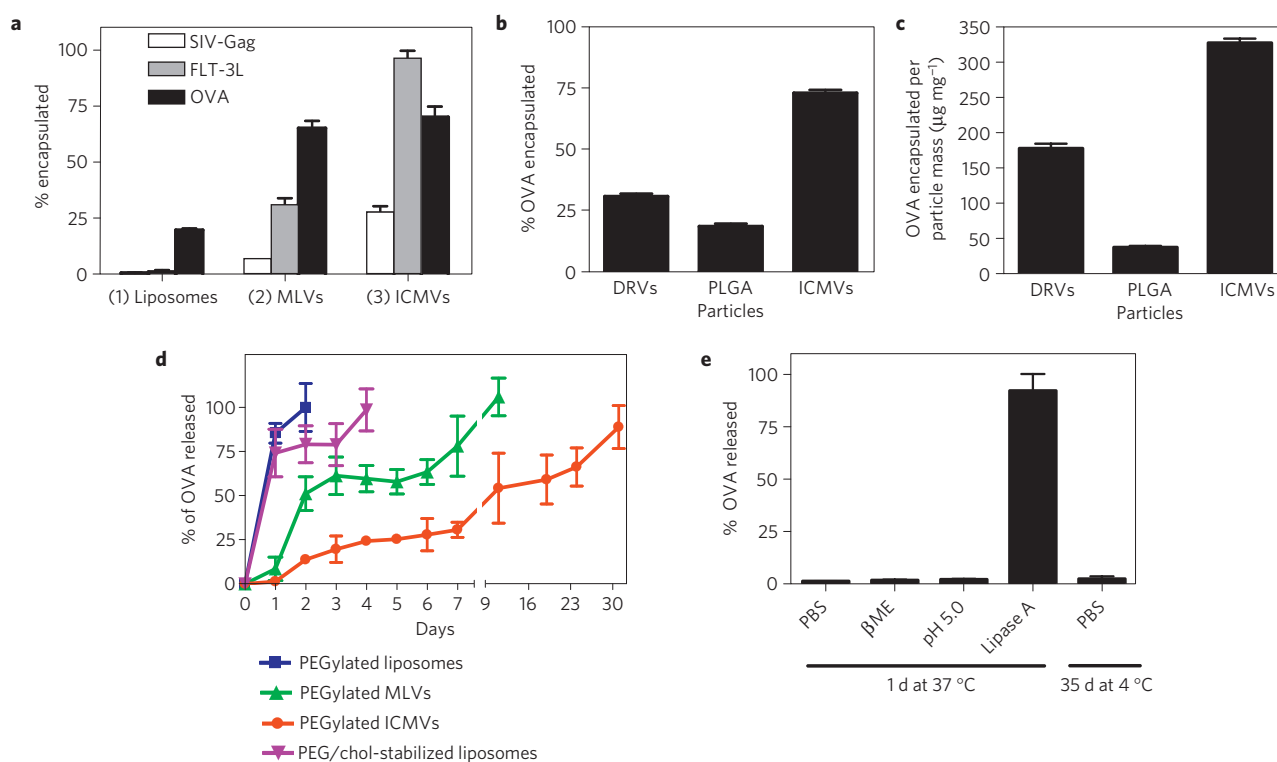 a
% encapsulated
100
75
50
25
0
SIV-Gag
FLT-3L
OVA
(1) Liposomes (2) MLVs (3) ICMVs
b
% OVA encapsulated
100
75
50
25
0
DRVs PLGA ICMVs
Particles
c
OVA encapsulated per
particle mass (μg mg⁻¹)
350
300
250
200
150
100
50
0
DRVs PLGA ICMVs
Particles
d
% of OVA released
100
75
50
25
0
0 1 2 3 4 5 6 7 9 16 23 30
Days
PEGylated liposomes
PEGylated MLVs
PEGylated ICMVs
PEG/chol-stabilized liposomes
e
% OVA released
100
75
50
25
0
PBS
βME
pH 5.0
Lipase A
PBS
1 d at 37 °C 35 d at 4 °C